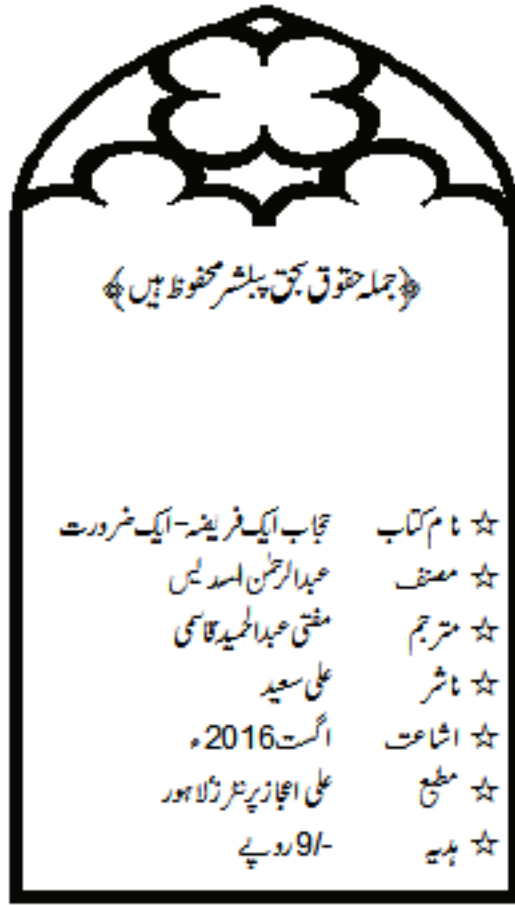 ﴿جملہ حقوق بحق پبلشر محفوظ ہیں﴾
☆ نام کتاب حجاب ایک فریضہ - ایک ضرورت
☆ مصنف عبدالرحمٰن السدیس
☆ مترجم مفتی عبدالحمید قاسمی
☆ ناشر علی سعید
☆ اشاعت اگست 2016ء
☆ مطبع علی اعجاز پرنٹرز لاہور
☆ ہدیہ 9/- روپے